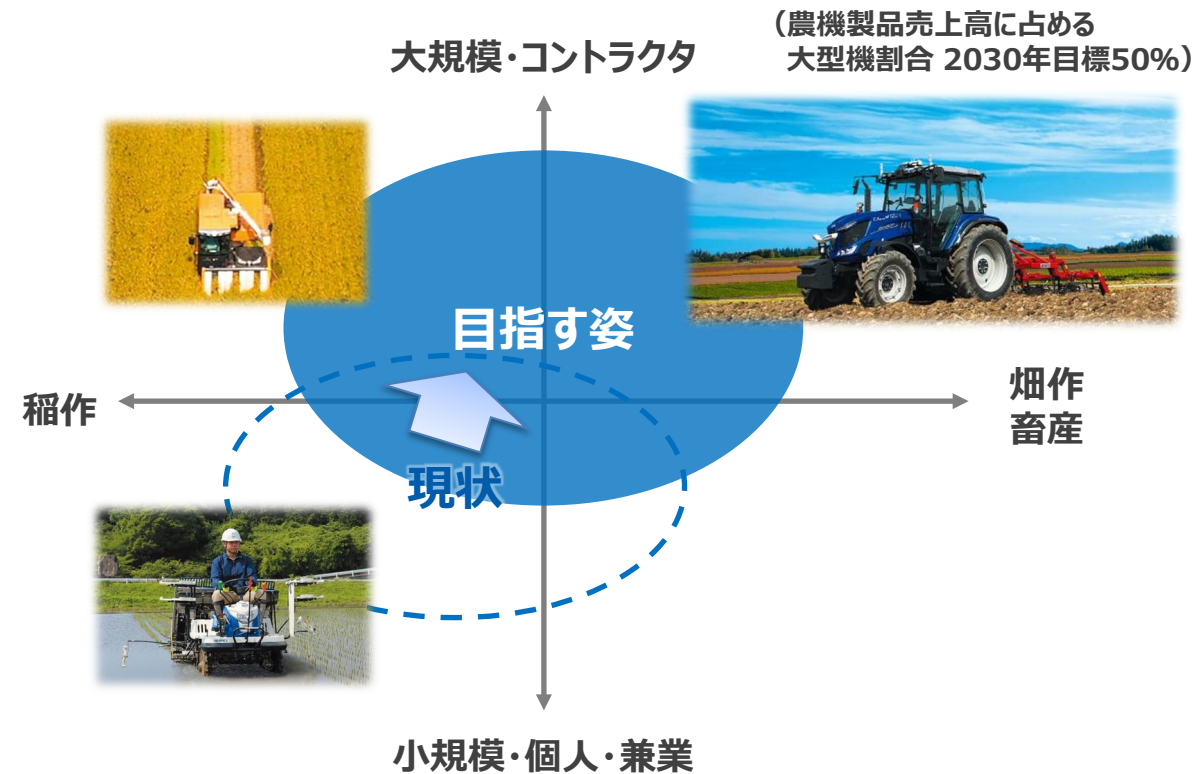 （農機製品売上高に占める
大型機割合 2030年目標50%）
大規模・コントラクタ
目指す姿
稲作
畑作
畜産
現状
小規模・個人・兼業